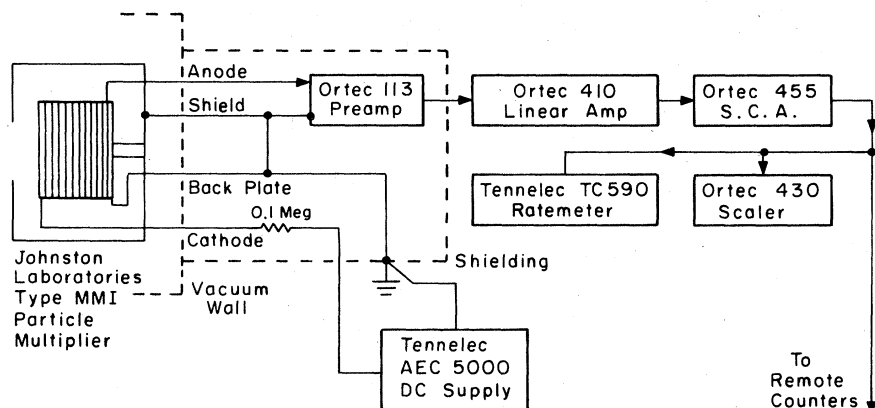 Anode
Ortec 113
Preamp
Ortec 410
Linear Amp
Ortec 455
S.C.A.
Shield
Back Plate
0.1 Meg
Cathode
Tennelec TC590
Ratemeter
Ortec 430
Scaler
Johnston
Laboratories
Type MMI
Particle
Multiplier
Vacuum
Wall
Shielding
Tennelec
AEC 5000
DC Supply
To
Remote
Counters